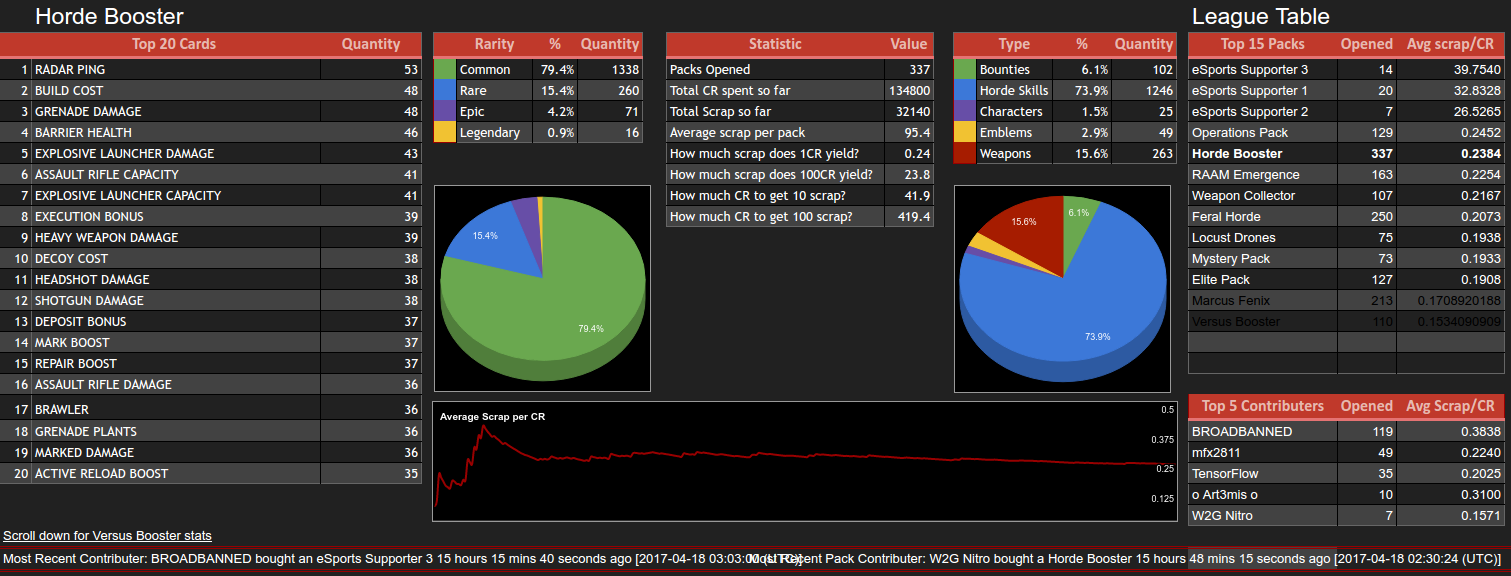 Horde Booster
Top 20 Cards Quantity
1 RADAR PING 53
2 BUILD COST 48
3 GRENADE DAMAGE 48
4 BARRIER HEALTH 46
5 EXPLOSIVE LAUNCHER DAMAGE 43
6 ASSAULT RIFLE CAPACITY 41
7 EXPLOSIVE LAUNCHER CAPACITY 41
8 EXECUTION BONUS 39
9 HEAVY WEAPON DAMAGE 39
10 DECOY COST 38
11 HEADSHOT DAMAGE 38
12 SHOTGUN DAMAGE 38
13 DEPOSIT BONUS 37
14 MARK BOOST 37
15 REPAIR BOOST 37
16 ASSAULT RIFLE DAMAGE 36
17 BRAWLER 36
18 GRENADE PLANTS 36
19 MARKED DAMAGE 36
20 ACTIVE RELOAD BOOST 35
Rarity % Quantity
Common 79.4% 1338
Rare 15.4% 260
Epic 4.2% 71
Legendary 0.9% 16
15.4%
79.4%
Statistic Value
Packs Opened 337
Total CR spent so far 134800
Total Scrap so far 32140
Average scrap per pack 95.4
How much scrap does 1CR yield? 0.24
How much scrap does 100CR yield? 23.8
How much CR to get 10 scrap? 41.9
How much CR to get 100 scrap? 419.4
Type % Quantity
Bounties 6.1% 102
Horde Skills 73.9% 1246
Characters 1.5% 25
Emblems 2.9% 49
Weapons 15.6% 263
6.1%
15.6%
73.9%
Average Scrap per CR
0.5
0.375
0.25
0.125
League Table
Top 15 Packs Opened Avg scrap/CR
eSports Supporter 3 14 39.7540
eSports Supporter 1 20 32.8328
eSports Supporter 2 7 26.5265
Operations Pack 129 0.2452
Horde Booster 337 0.2384
RAAM Emergence 163 0.2254
Weapon Collector 107 0.2167
Feral Horde 250 0.2073
Locust Drones 75 0.1938
Mystery Pack 73 0.1933
Elite Pack 127 0.1908
Marcus Fenix 213 0.1708920188
Versus Booster 110 0.1534090909
Top 5 Contributers Opened Avg Scrap/CR
BROADBANNED 119 0.3838
mfx2811 49 0.2240
TensorFlow 35 0.2025
o Art3mis o 10 0.3100
W2G Nitro 7 0.1571
Scroll down for Versus Booster stats
Most Recent Contributer: BROADBANNED bought an eSports Supporter 3 15 hours 15 mins 40 seconds ago [2017-04-18 03:03:00 Recent Pack Contributer: W2G Nitro bought a Horde Booster 15 hours 48 mins 15 seconds ago [2017-04-18 02:30:24 (UTC)]